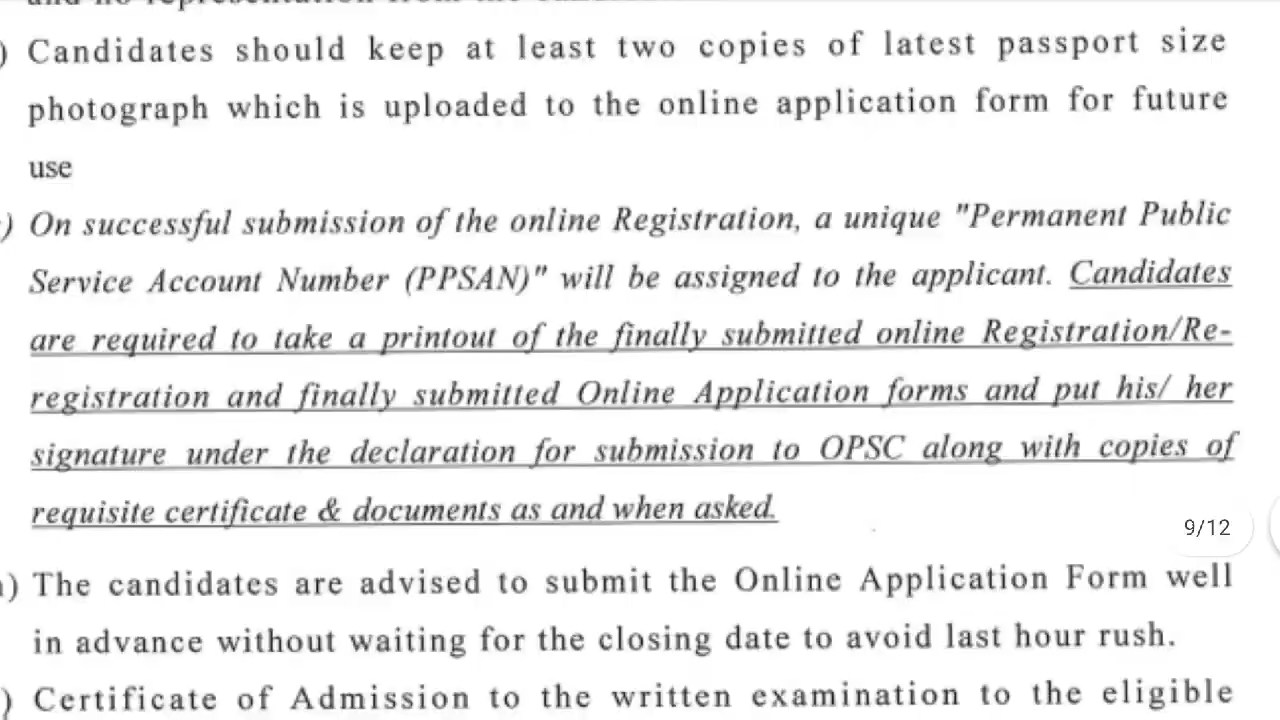 ) Candidates should keep at least two copies of latest passport size
photograph which is uploaded to the online application form for future
use
) On successful submission of the online Registration, a unique "Permanent Public
Service Account Number (PPSAN)" will be assigned to the applicant. Candidates
are required to take a printout of the finally submitted online Registration/Re-
registration and finally submitted Online Application forms and put his/ her
signature under the declaration for submission to OPSC along with copies of
requisite certificate & documents as and when asked.
9/12
) The candidates are advised to submit the Online Application Form well
in advance without waiting for the closing date to avoid last hour rush.
) Certificate of Admission to the written examination to the eligible